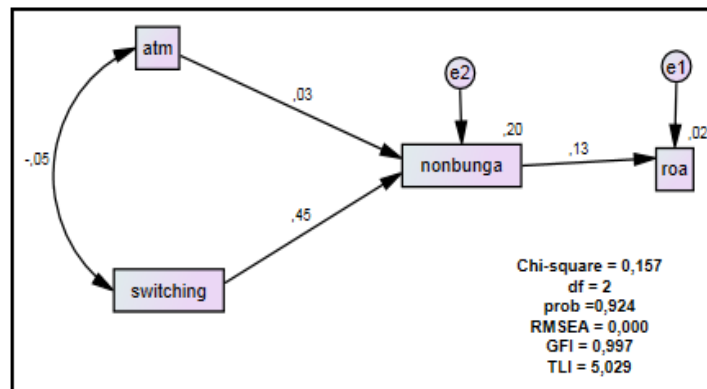 atm
e2
e1
,03
,20
,02
-,05
nonbunga
,13
roa
,45
switching
Chi-square = 0,157
df = 2
prob =0,924
RMSEA = 0,000
GFI = 0,997
TLI = 5,029